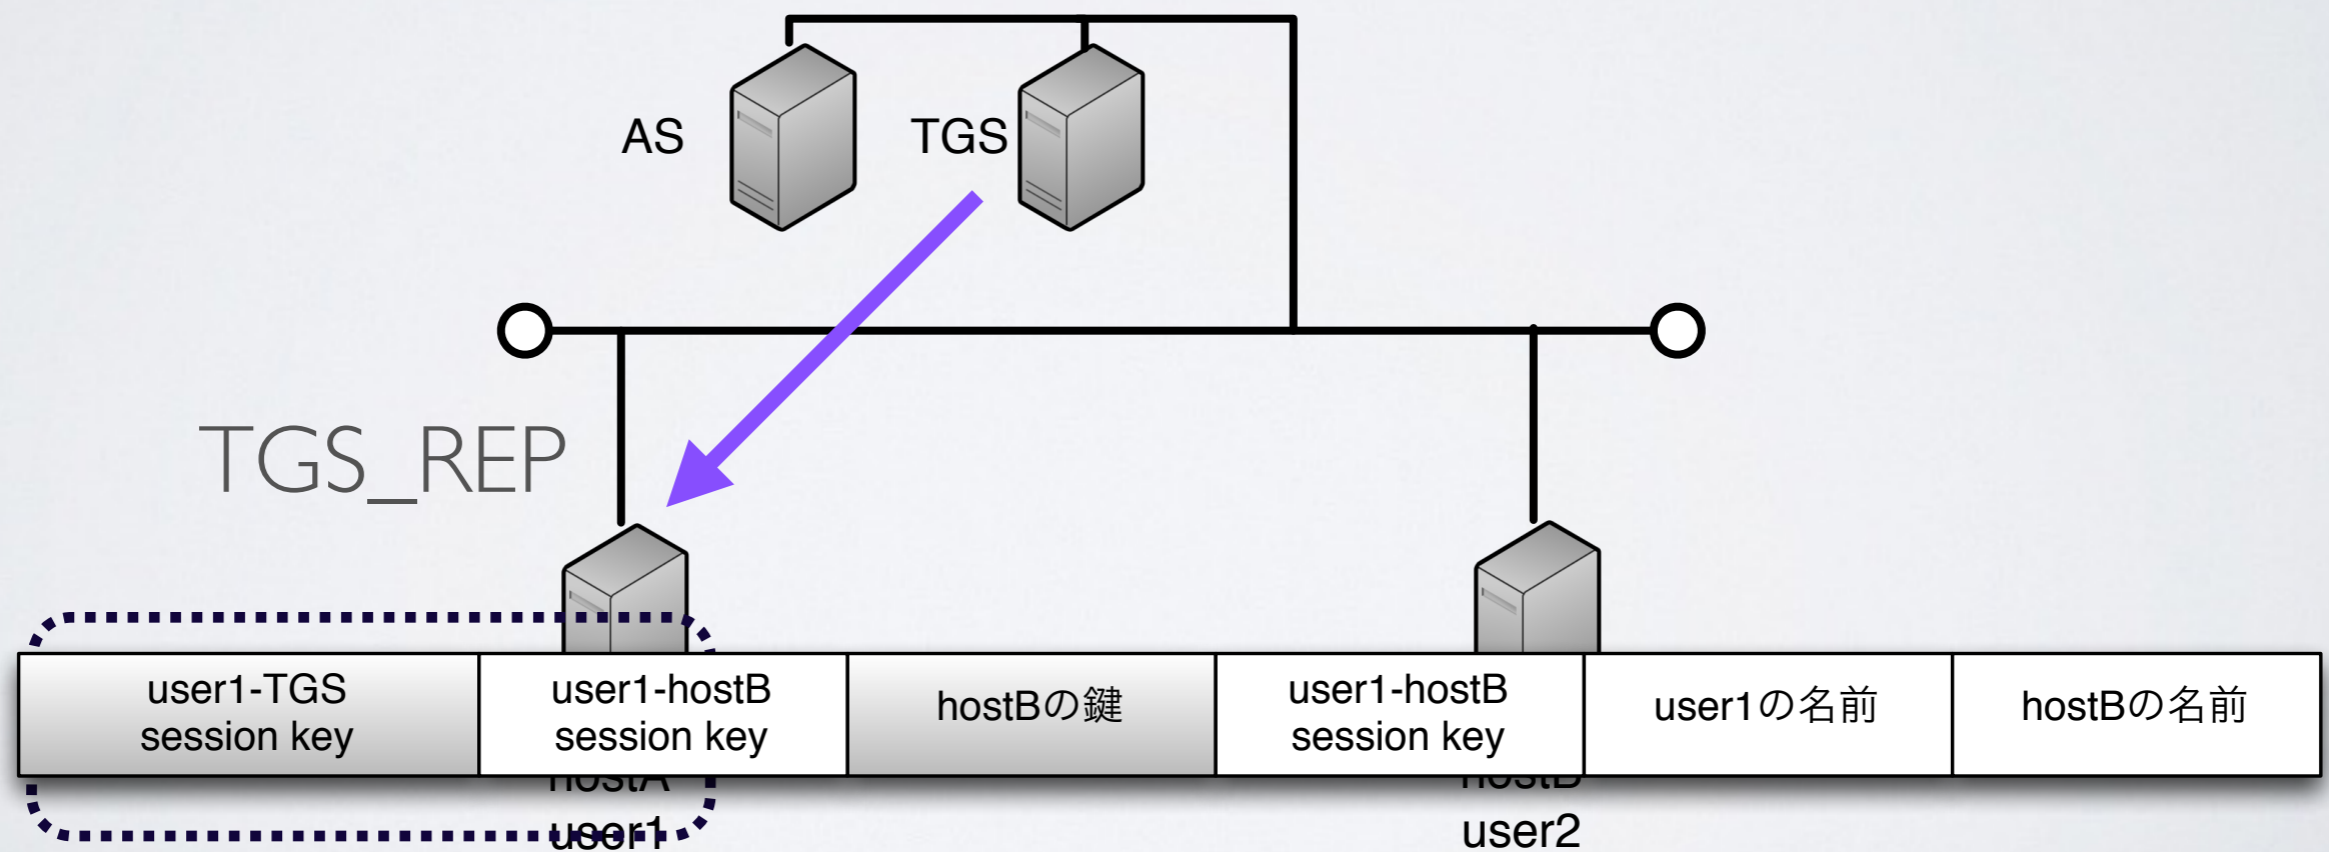 AS
TGS
TGS_REP
user1-TGS
session key
user1-hostB
session key
hostBの鍵
user1-hostB
session key
user1の名前
hostBの名前
hostA
user1
hostB
user2